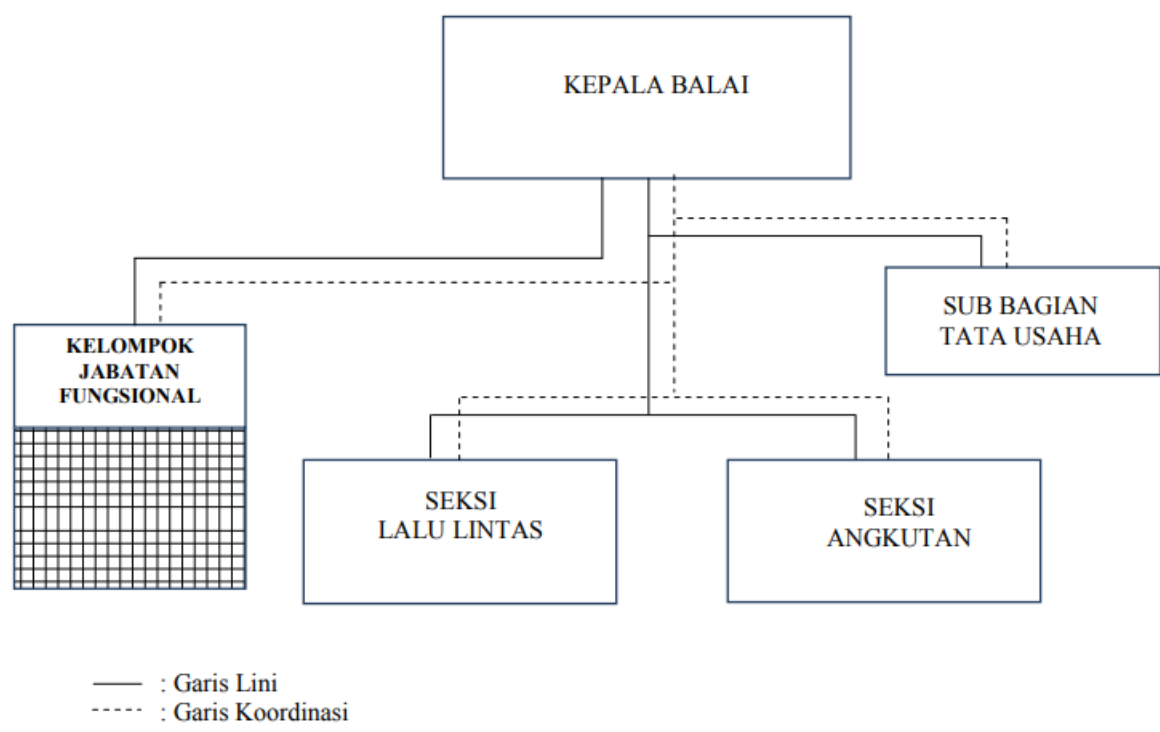 KEPALA BALAI
SUB BAGIAN
TATA USAHA
KELOMPOK
JABATAN
FUNGSIONAL
SEKSI
LALU LINTAS
SEKSI
ANGKUTAN
: Garis Lini
: Garis Koordinasi